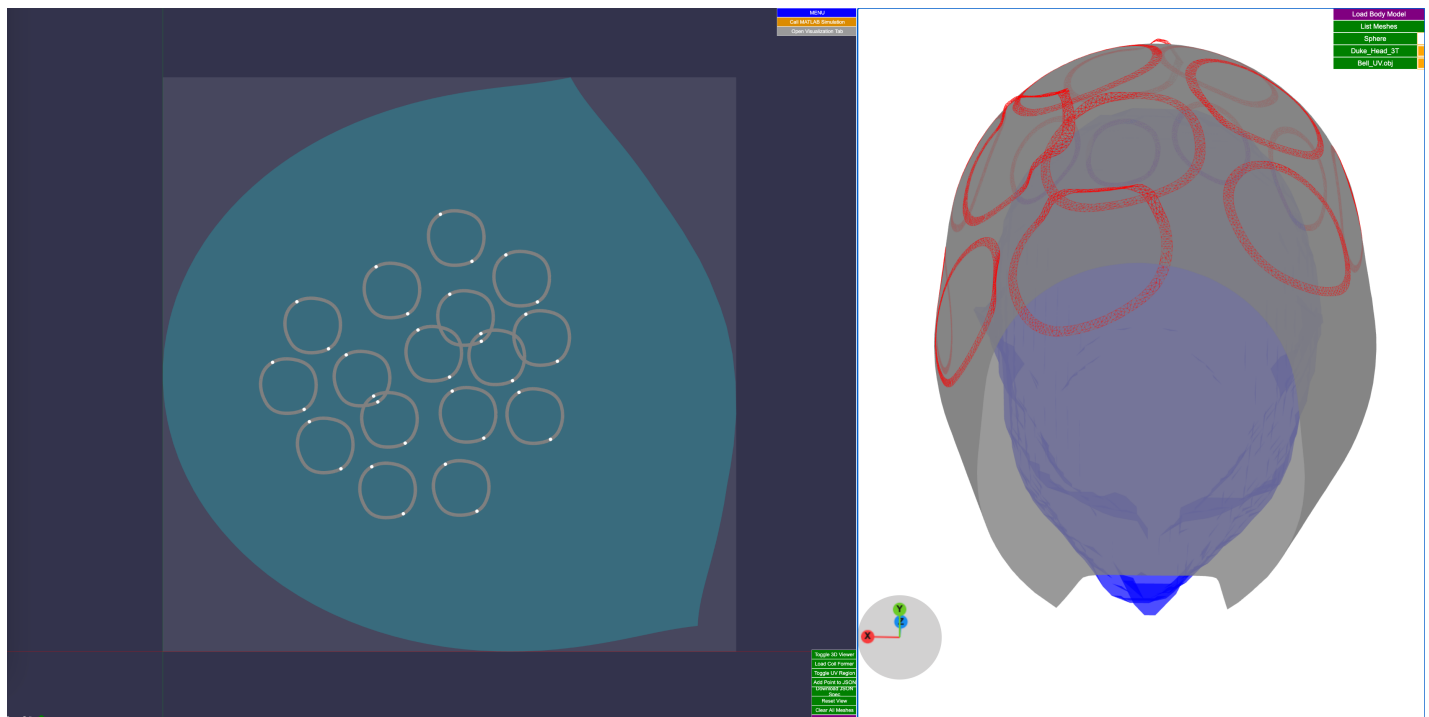 MENU
Call MATLAB Simulation
Open Visualization Tab
Load Body Model
List Meshes
Sphere
Duke_Head_3T
Bell_UV.obj
Toggle 3D Viewer
Load Coil Former
Toggle UV Region
Add Point to JSON
Download JSON
Spec
Reset View
Clear All Meshes
Y
Z
X